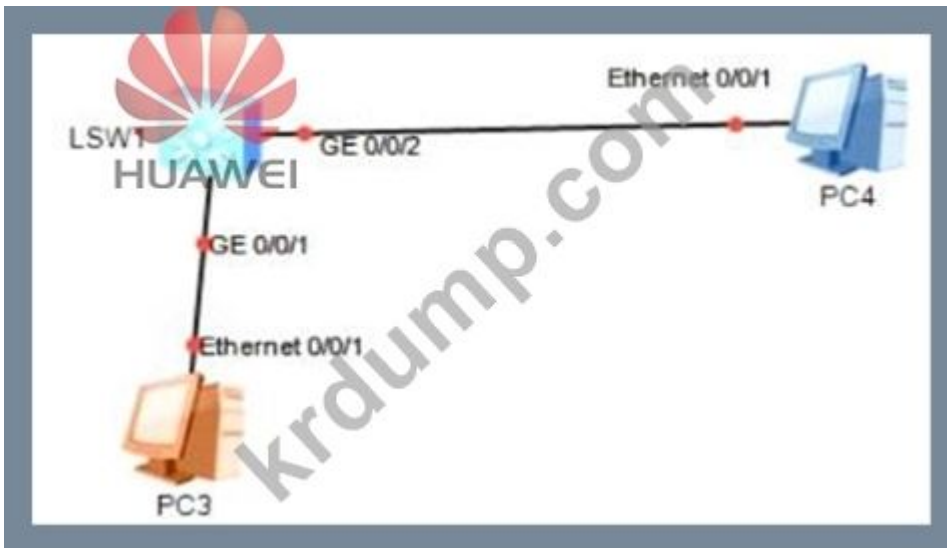 Ethernet 0/0/1
LSW1
GE 0/0/2
HUAWEI
PC4
GE 0/0/1
krdump.com
Ethernet 0/0/1
PC3